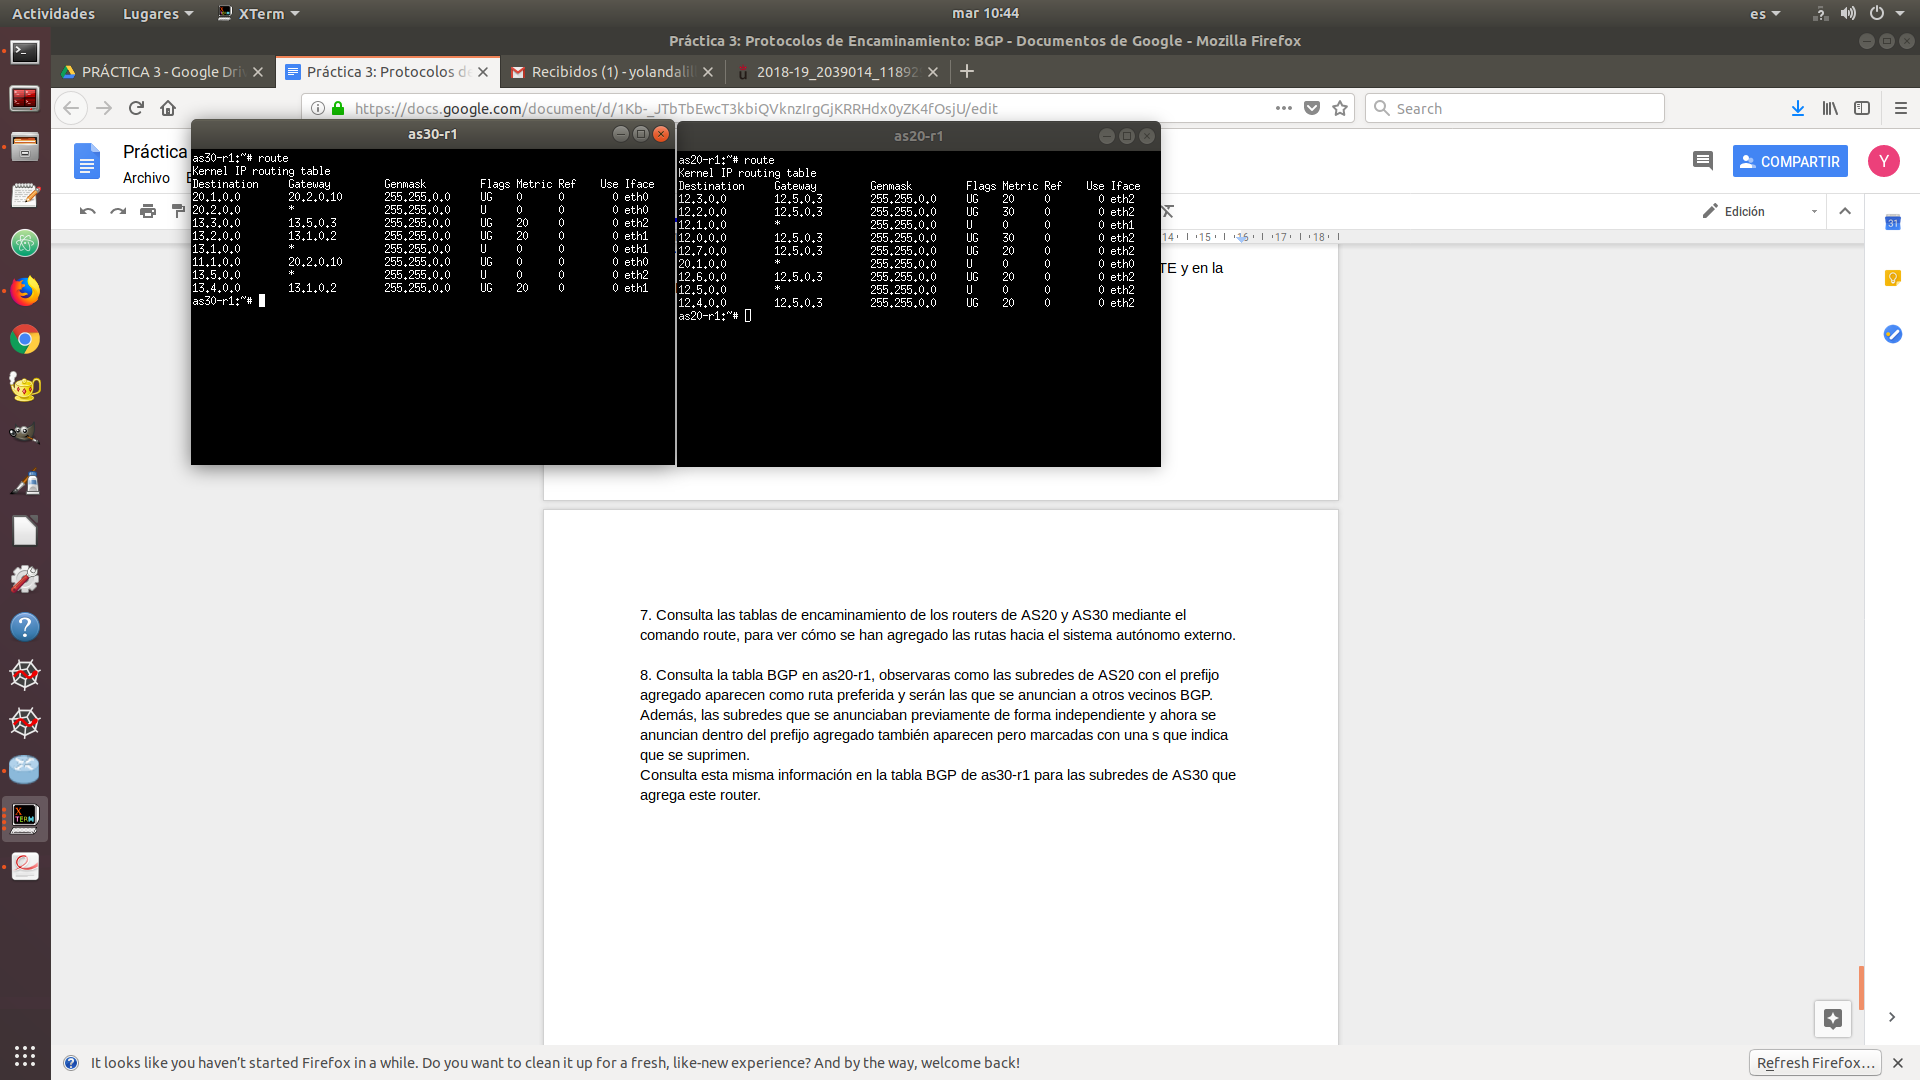 Actividades Lugares XTerm mar 10:44 es
Práctica 3: Protocolos de Encaminamiento: BGP - Documentos de Google - Mozilla Firefox
PRÁCTICA 3 - Google Dri Práctica 3: Protocolos de Recibidos (1) - yolandalil 2018-19_2039014_11892
https://docs.google.com/document/d/1Kb-_JTbTbEwcT3kbiQVknzIrgGjKRRHdx0yZK4fOsjU/edit Search
Práctica
Archivo
COMPARTIR
Y
Edición
14 15 16 17 18
31
TE y en la
as30-r1
as30-r1:~# route
Kernel IP routing table
Destination Gateway Genmask Flags Metric Ref Use Iface
20.1.0.0 20.2.0.10 255.255.0.0 UG 0 0 0 eth0
20.2.0.0 * 255.255.0.0 U 0 0 0 eth0
13.3.0.0 13.5.0.3 255.255.0.0 UG 20 0 0 eth2
13.2.0.0 13.1.0.2 255.255.0.0 UG 20 0 0 eth1
13.1.0.0 * 255.255.0.0 U 0 0 0 eth1
11.1.0.0 20.2.0.10 255.255.0.0 UG 0 0 0 eth0
13.5.0.0 * 255.255.0.0 U 0 0 0 eth2
13.4.0.0 13.1.0.2 255.255.0.0 UG 20 0 0 eth1
as30-r1:~#
as20-r1
as20-r1:~# route
Kernel IP routing table
Destination Gateway Genmask Flags Metric Ref Use Iface
12.3.0.0 12.5.0.3 255.255.0.0 UG 20 0 0 eth2
12.2.0.0 12.5.0.3 255.255.0.0 UG 30 0 0 eth2
12.1.0.0 * 255.255.0.0 U 0 0 0 eth1
12.0.0.0 12.5.0.3 255.255.0.0 UG 30 0 0 eth2
12.7.0.0 12.5.0.3 255.255.0.0 UG 20 0 0 eth2
20.1.0.0 * 255.255.0.0 U 0 0 0 eth0
12.6.0.0 12.5.0.3 255.255.0.0 UG 20 0 0 eth2
12.5.0.0 * 255.255.0.0 U 0 0 0 eth2
12.4.0.0 12.5.0.3 255.255.0.0 UG 20 0 0 eth2
as20-r1:~#
7. Consulta las tablas de encaminamiento de los routers de AS20 y AS30 mediante el
comando route, para ver cómo se han agregado las rutas hacia el sistema autónomo externo.
8. Consulta la tabla BGP en as20-r1, observaras como las subredes de AS20 con el prefijo
agregado aparecen como ruta preferida y serán las que se anuncian a otros vecinos BGP.
Además, las subredes que se anunciaban previamente de forma independiente y ahora se
anuncian dentro del prefijo agregado también aparecen pero marcadas con una s que indica
que se suprimen.
Consulta esta misma información en la tabla BGP de as30-r1 para las subredes de AS30 que
agrega este router.
It looks like you haven't started Firefox in a while. Do you want to clean it up for a fresh, like-new experience? And by the way, welcome back! Refresh Firefox...